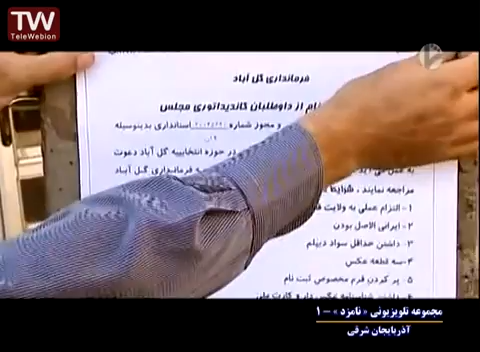 TW
TeleWebion
فرمانداری گل آباد
نام از داوطلبان کاندیداتوری مجلس
و مجوز شماره استانداری بدینوسیله
در حوزه انتخابیه گل آباد دعوت
فرمانداری گل آباد
مراجعه نمایند. شرایط
۱- التزام عملی به ولایت
۲- ایرانی الاصل بودن
۳- داشتن حداقل سواد دیپلم
۴- سه قطعه عکس
۵- پر کردن فرم مخصوص ثبت نام
مجموعه تلویزیونی « نامزد » – ۱
آذربایجان شرقی